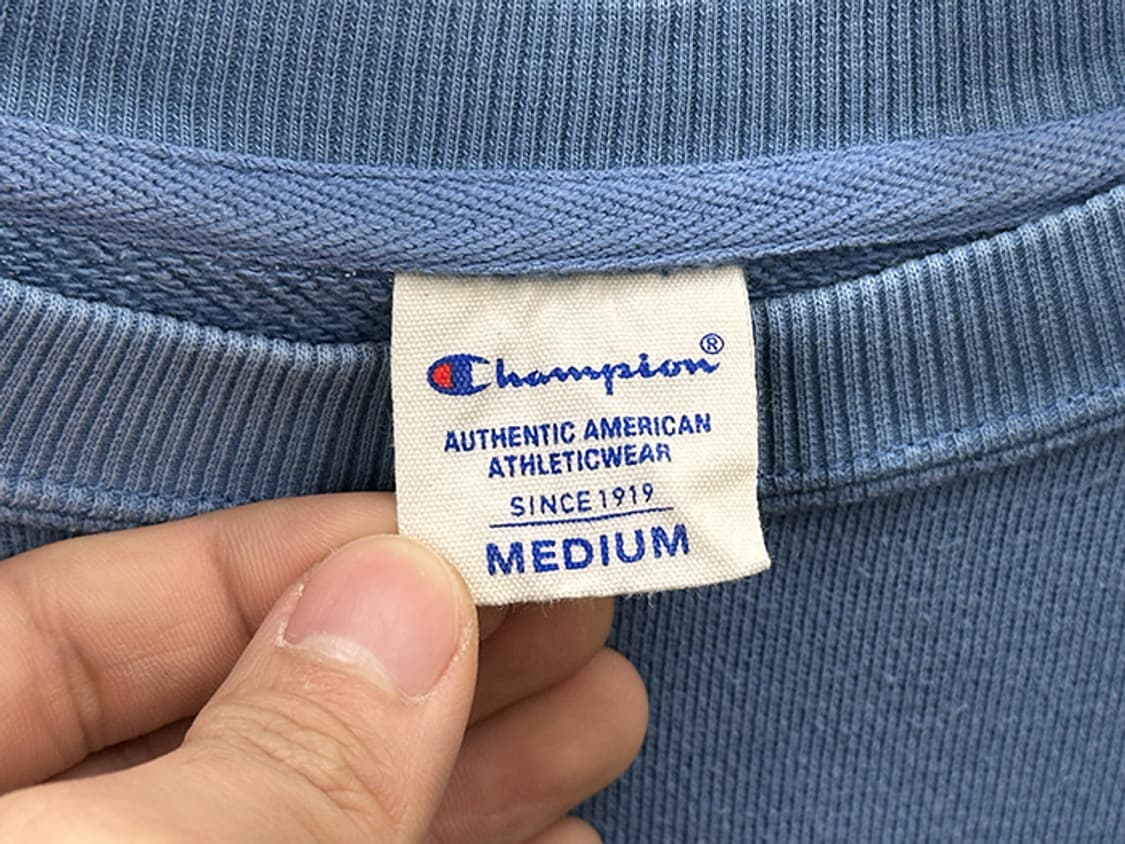 Champion®
AUTHENTIC AMERICAN
ATHLETICWEAR
SINCE 1919
MEDIUM